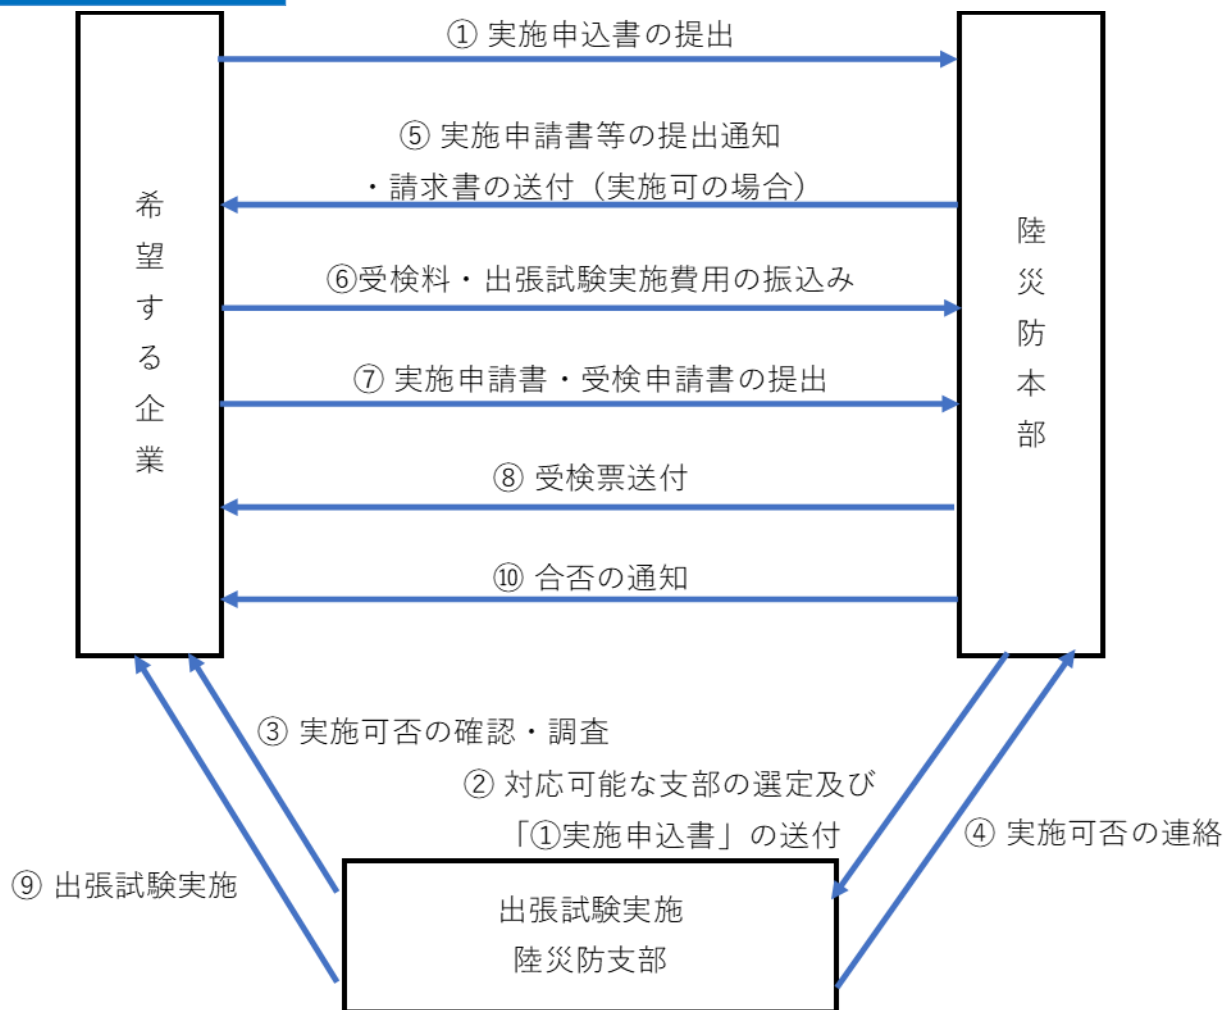 ① 実施申込書の提出
⑤ 実施申請書等の提出通知
・請求書の送付（実施可の場合）
⑥受検料・出張試験実施費用の振込み
⑦ 実施申請書・受検申請書の提出
⑧ 受検票送付
⑩ 合否の通知
希望する企業
陸災防本部
③ 実施可否の確認・調査
② 対応可能な支部の選定及び
「①実施申込書」の送付
④ 実施可否の連絡
⑨ 出張試験実施
出張試験実施
陸災防支部